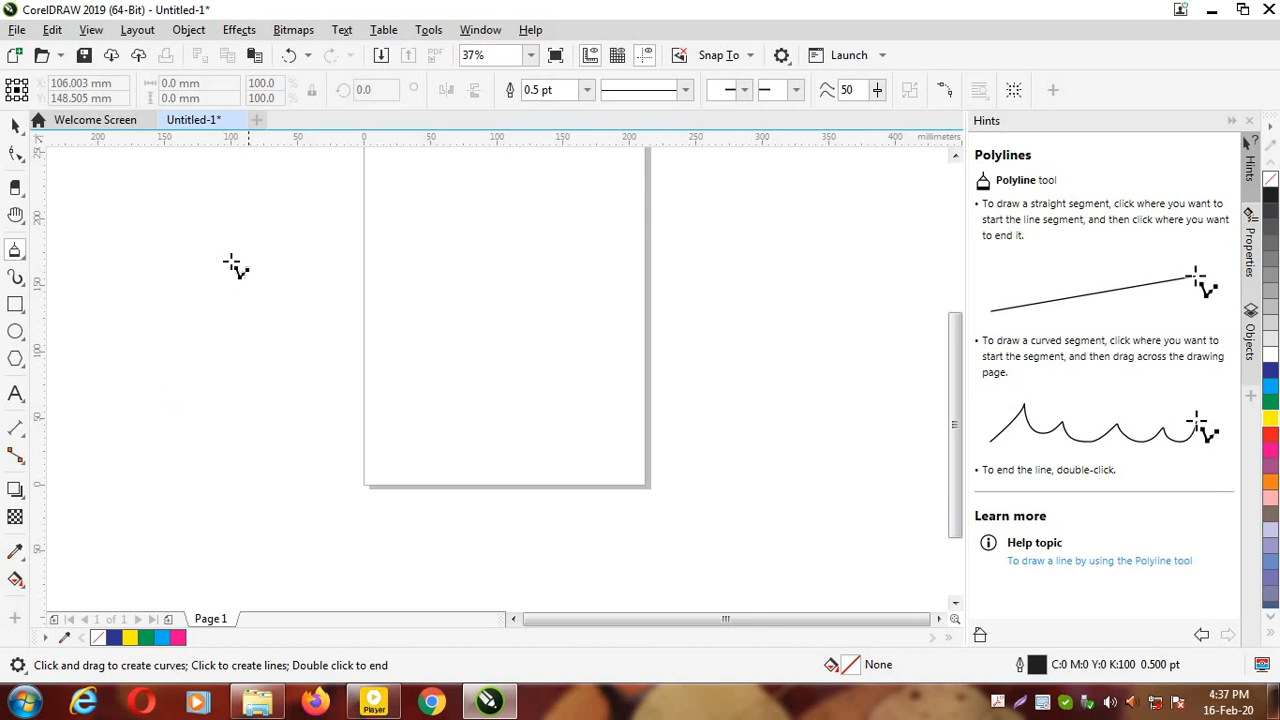 CorelDRAW 2019 (64-Bit) - Untitled-1*
File Edit View Layout Object Effects Bitmaps Text Table Tools Window Help
PDF 37% Snap To Launch
X: 106.003 mm 0.0 mm 100.0 % 0.0 0.5 pt 50
Y: 148.505 mm 0.0 mm 100.0 %
Welcome Screen Untitled-1*
200 150 100 50 0 50 100 150 200 250 300 350 400 millimeters
Hints
Polylines
Polyline tool
• To draw a straight segment, click where you want to
start the line segment, and then click where you want
to end it.
• To draw a curved segment, click where you want to
start the segment, and then drag across the drawing
page.
• To end the line, double-click.
Learn more
Help topic
To draw a line by using the Polyline tool
Hints
Properties
Objects
200
150
100
50
0
50
1 of 1 Page 1
Click and drag to create curves; Click to create lines; Double click to end
None
C:0 M:0 Y:0 K:100 0.500 pt
Player
4:37 PM
16-Feb-20